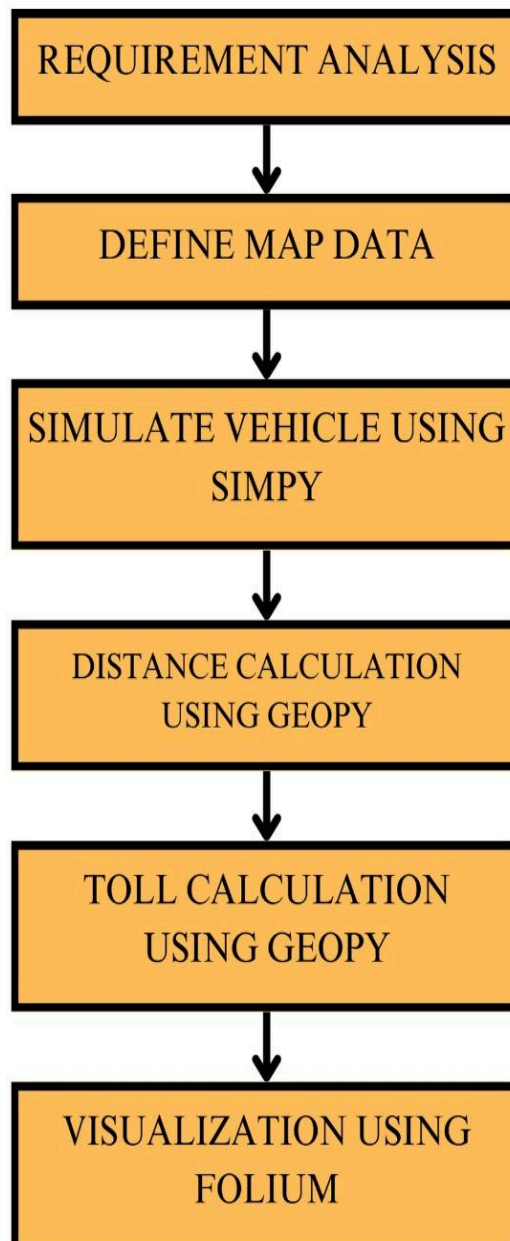 REQUIREMENT ANALYSIS
DEFINE MAP DATA
SIMULATE VEHICLE USING
SIMPY
DISTANCE CALCULATION
USING GEOPY
TOLL CALCULATION
USING GEOPY
VISUALIZATION USING
FOLIUM